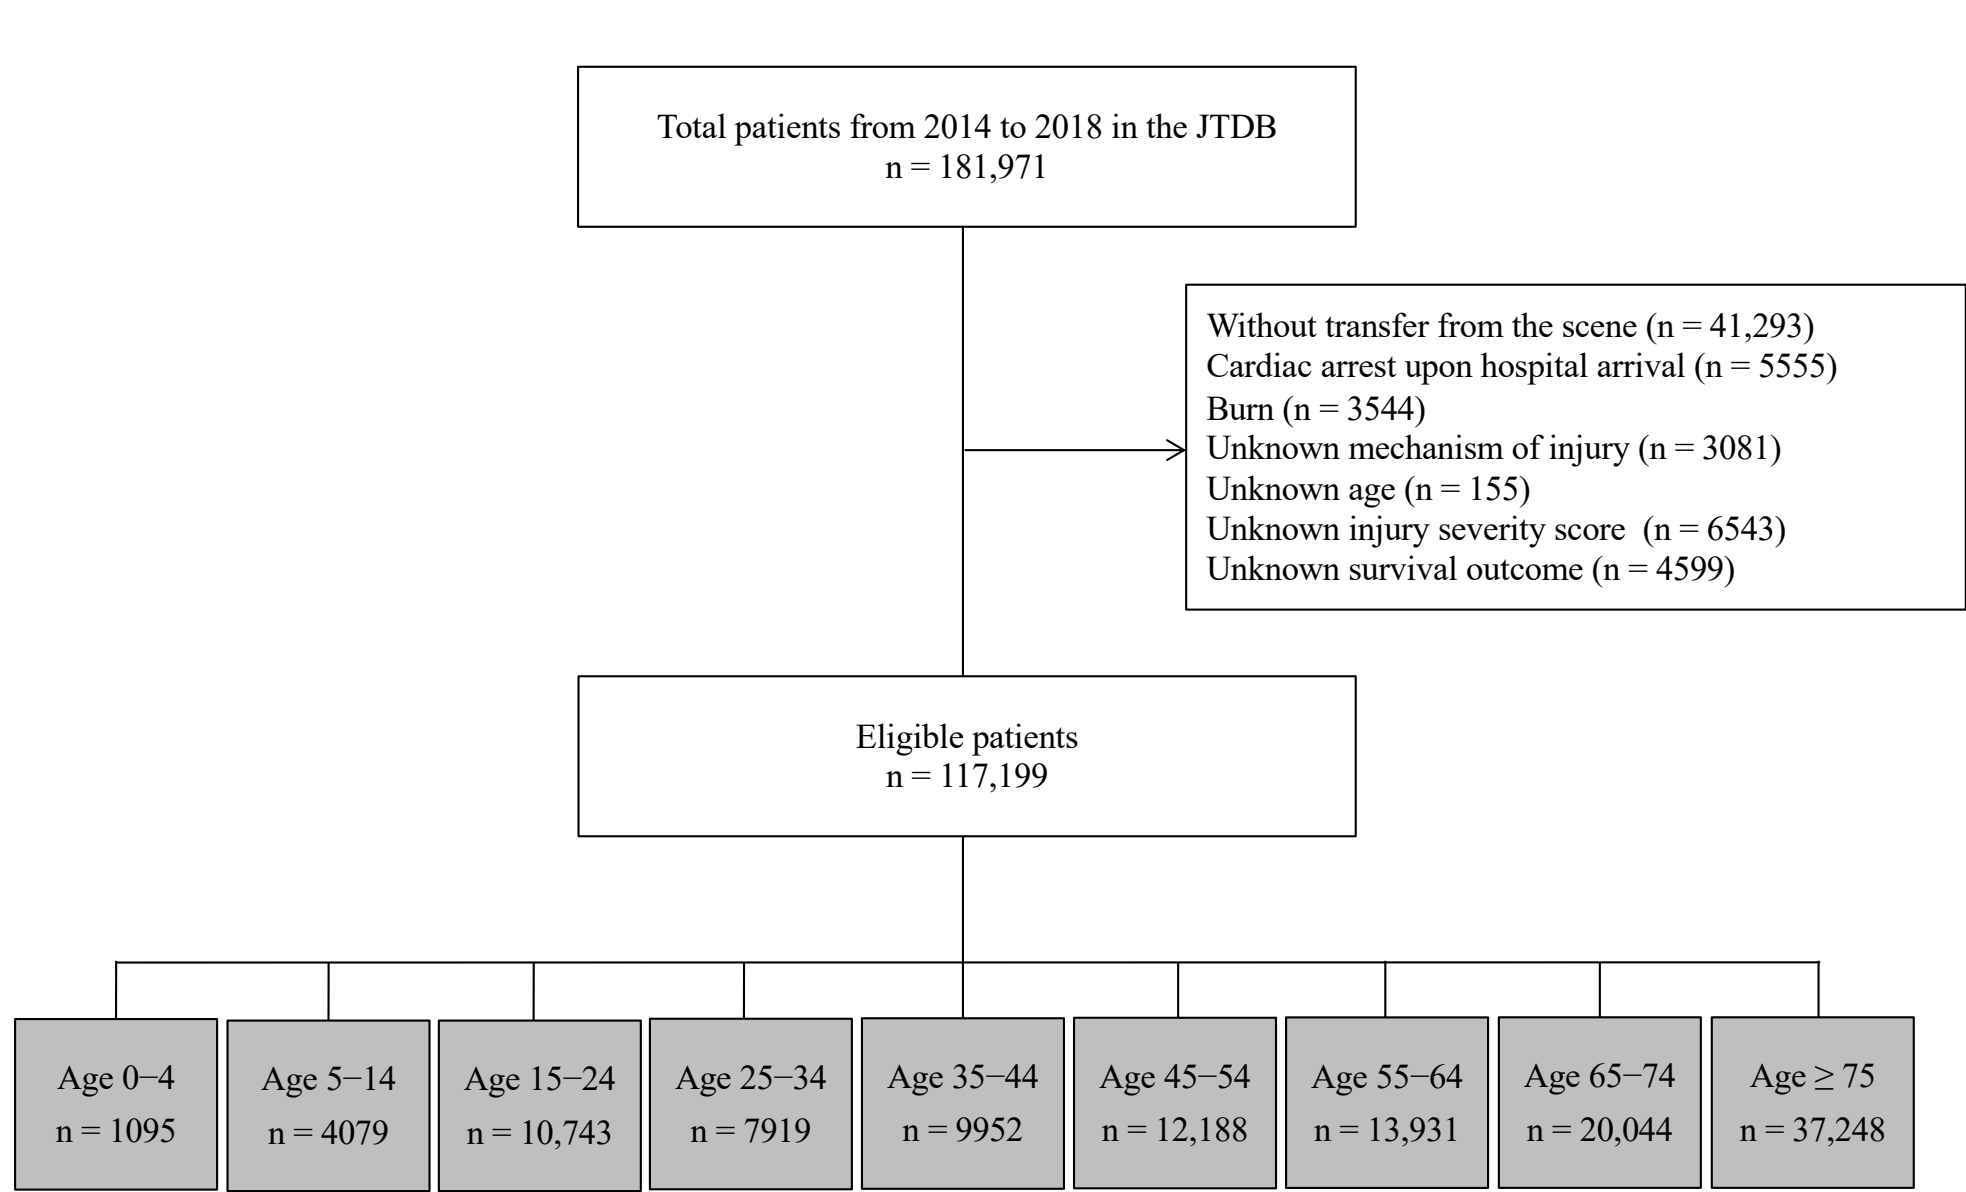 Total patients from 2014 to 2018 in the JTDB
n = 181,971
Without transfer from the scene (n = 41,293)
Cardiac arrest upon hospital arrival (n = 5555)
Burn (n = 3544)
Unknown mechanism of injury (n = 3081)
Unknown age (n = 155)
Unknown injury severity score  (n = 6543)
Unknown survival outcome (n = 4599)
Eligible patients
n = 117,199
Age 0−4
n = 1095
Age 5−14
n = 4079
Age 15−24
n = 10,743
Age 25−34
n = 7919
Age 35−44
n = 9952
Age 45−54
n = 12,188
Age 55−64
n = 13,931
Age 65−74
n = 20,044
Age ≥ 75
n = 37,248